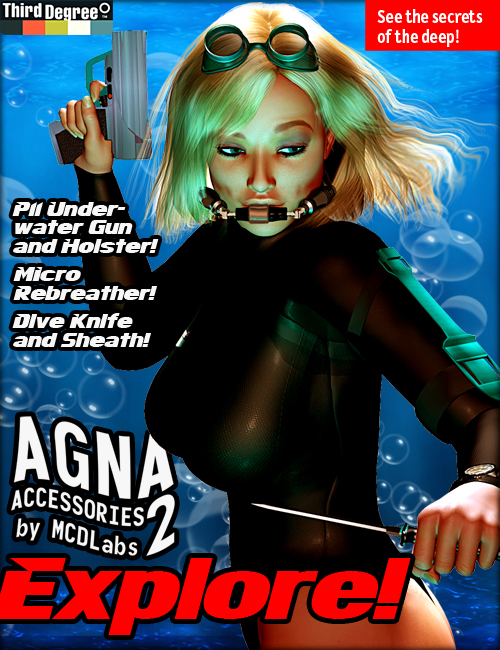 Third Degree°™
See the secrets
of the deep!
P11 Under-
water Gun
and Holster!
Micro
Rebreather!
Dive Knife
and Sheath!
AGNA
ACCESSORIES 2
by MCDLabs
Explore!